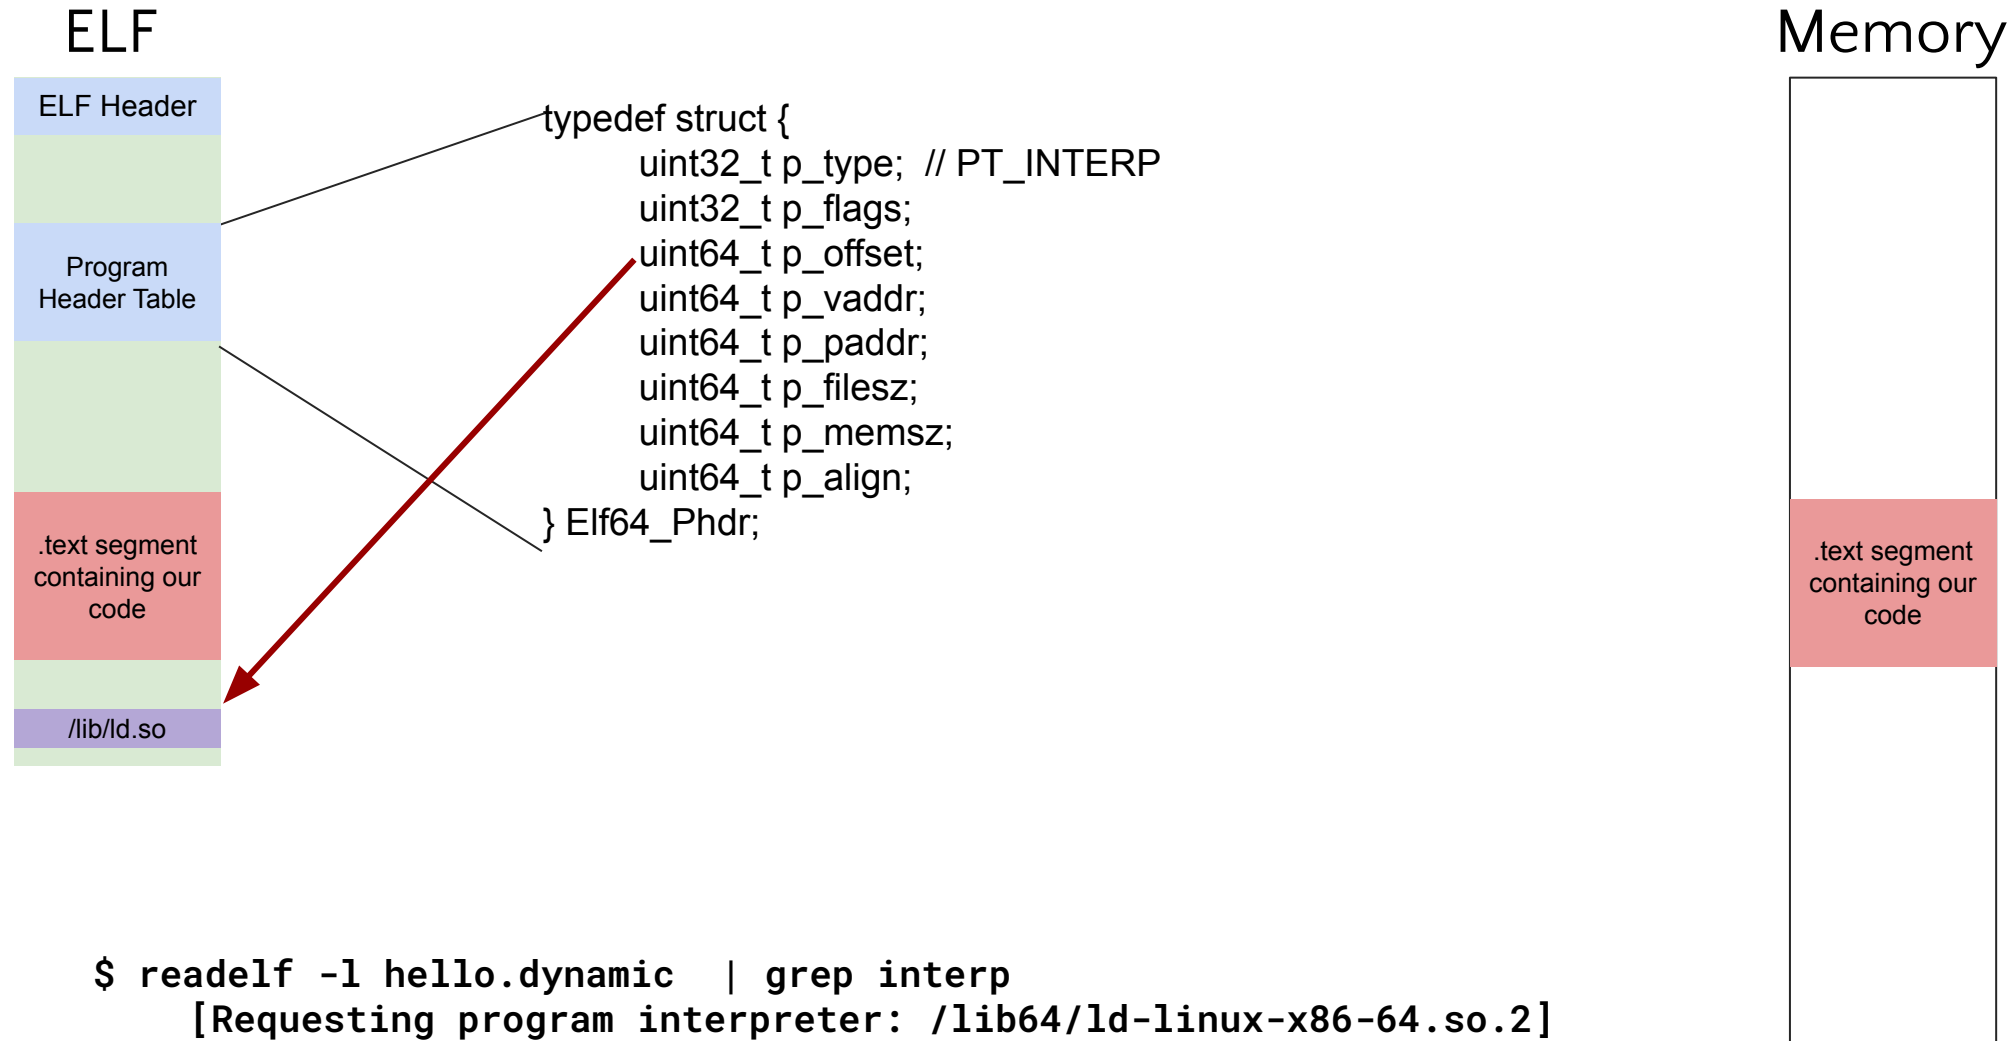 ELF
Memory
ELF Header
Program
Header Table
.text segment
containing our
code
/lib/ld.so
typedef struct {
uint32_t p_type;  // PT_INTERP
uint32_t p_flags;
uint64_t p_offset;
uint64_t p_vaddr;
uint64_t p_paddr;
uint64_t p_filesz;
uint64_t p_memsz;
uint64_t p_align;
} Elf64_Phdr;
.text segment
containing our
code
$ readelf -l hello.dynamic  | grep interp
[Requesting program interpreter: /lib64/ld-linux-x86-64.so.2]